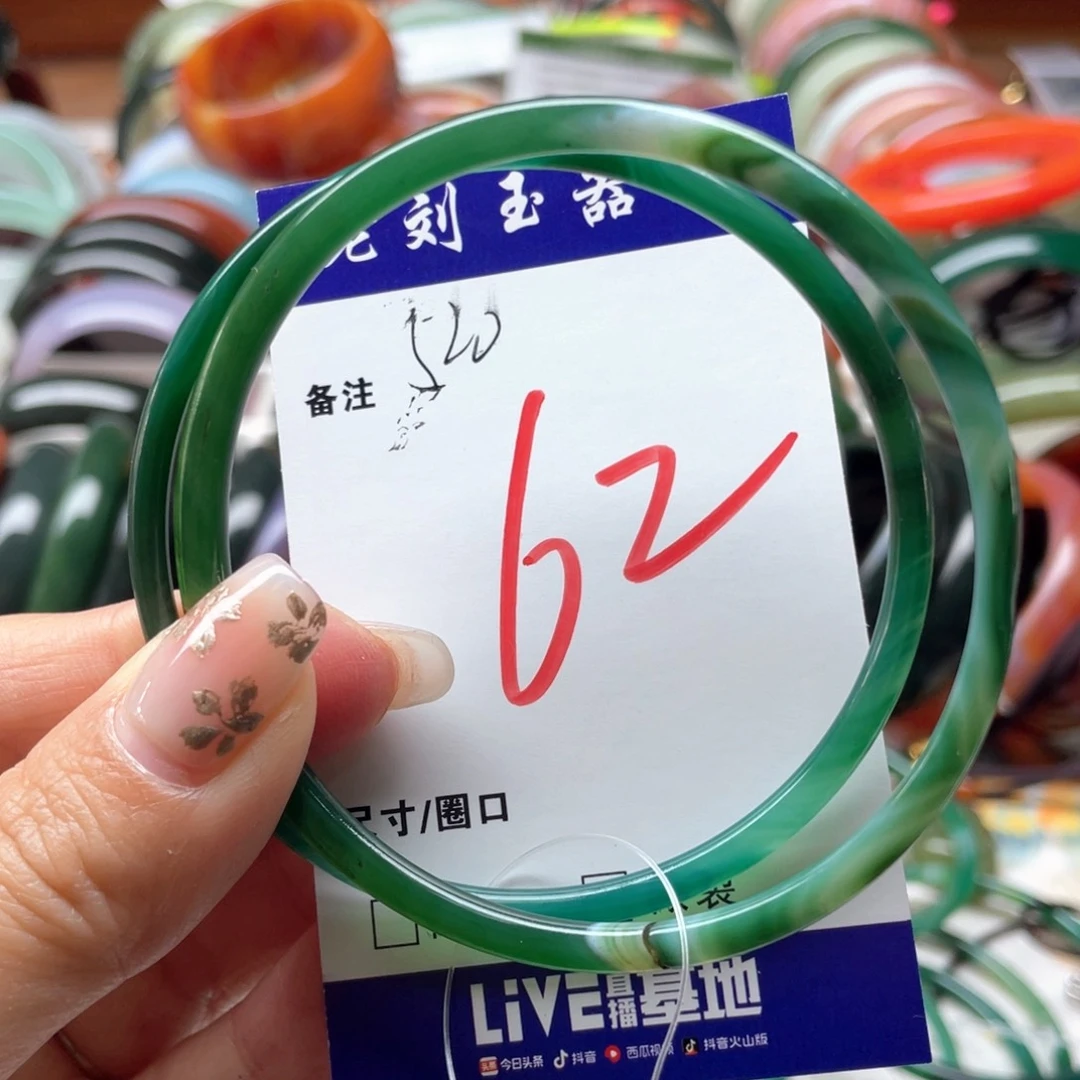 刘玉器
备注
62
尺寸/圈口
LiVE直播基地
今日头条 抖音 西瓜视频 抖音火山版